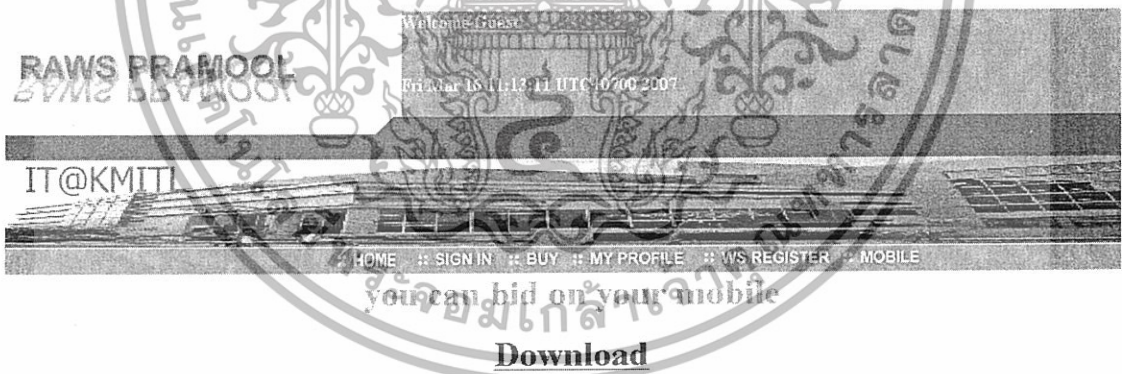 Welcome Guest
RAWS PRAMOOL
Fri Mar 16 11:13:11 UTC+0700 2007
IT@KMITL
:: HOME :: SIGN IN :: BUY :: MY PROFILE :: WS REGISTER :: MOBILE
you can bid on your mobile
Download